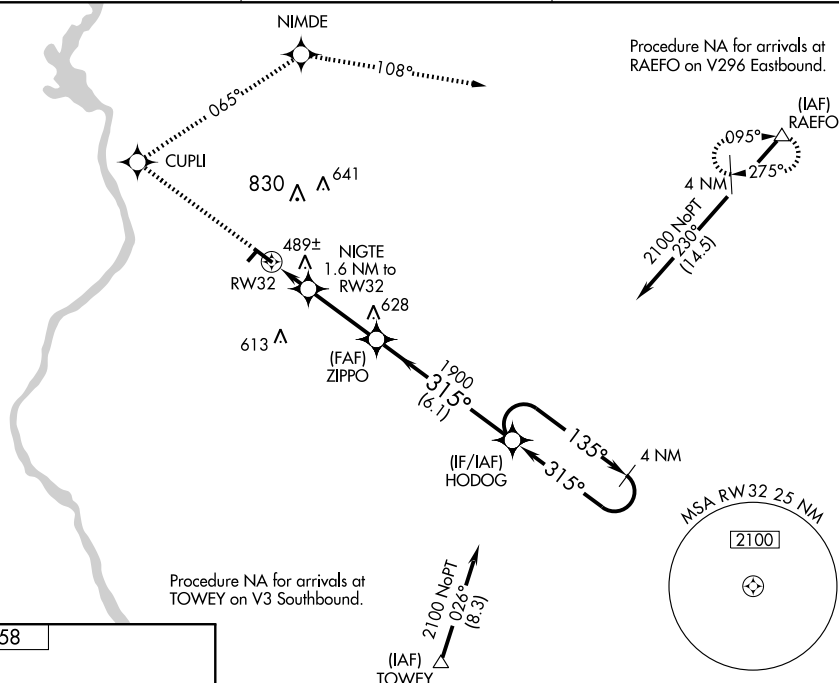 NIMDE
Procedure NA for arrivals at
RAEFO on V296 Eastbound.
108°
065°
(IAF)
RAEFO
095°
275°
4 NM
CUPLI
830
641
2100 NoPT
230°
(14.5)
489±
NIGTE
1.6 NM to
RW32
RW32
628
613
(FAF)
ZIPPO
1900
315°
(6.1)
135°
4 NM
315°
(IF/IAF)
HODOG
MSA RW32 25 NM
2100
Procedure NA for arrivals at
TOWEY on V3 Southbound.
2100 NoPT
026°
(8.3)
58
(IAF)
TOWEY